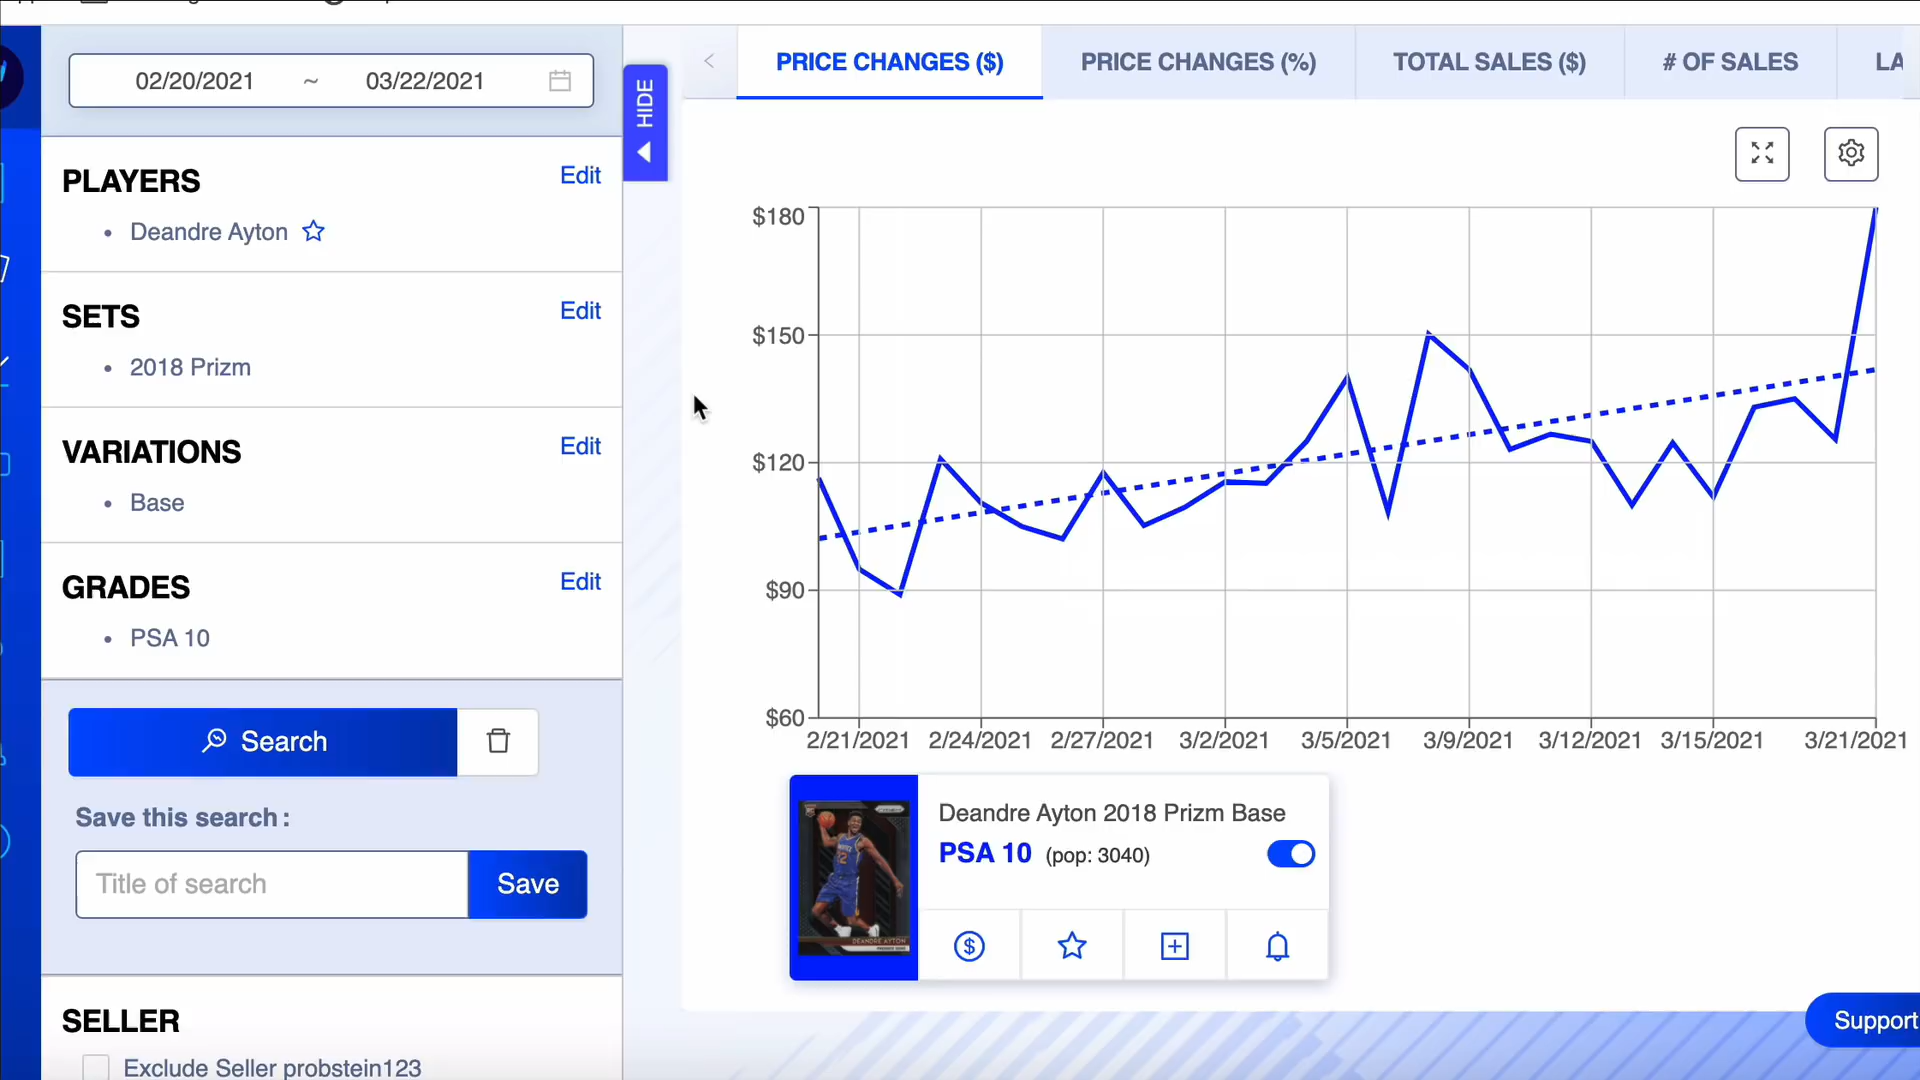 02/20/2021 ~ 03/22/2021
HIDE
PLAYERS Edit
• Deandre Ayton
SETS Edit
• 2018 Prizm
VARIATIONS Edit
• Base
GRADES Edit
• PSA 10
Search
Save this search :
Title of search Save
SELLER
Exclude Seller probstein123
PRICE CHANGES ($) PRICE CHANGES (%) TOTAL SALES ($) # OF SALES LA
$180
$150
$120
$90
$60
2/21/2021 2/24/2021 2/27/2021 3/2/2021 3/5/2021 3/9/2021 3/12/2021 3/15/2021 3/21/2021
DEANDRE AYTON
Deandre Ayton 2018 Prizm Base
PSA 10 (pop: 3040)
Support